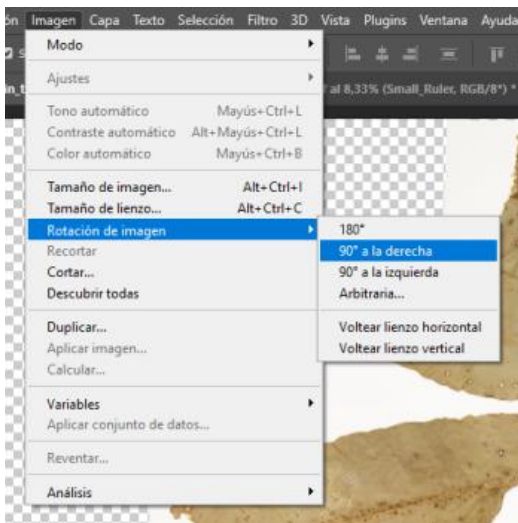 ón Imagen Capa Texto Selección Filtro 3D Vista Plugins Ventana Ayuda
Modo
Ajustes
al 8,33% (Small_Ruler, RGB/8*) *
Tono automático Mayús+Ctrl+L
Contraste automático Alt+Mayús+Ctrl+L
Color automático Mayús+Ctrl+B
Tamaño de imagen... Alt+Ctrl+I
Tamaño de lienzo... Alt+Ctrl+C
Rotación de imagen
180°
Recortar
90° a la derecha
Cortar...
90° a la izquierda
Descubrir todas
Arbitraria...
Duplicar...
Voltear lienzo horizontal
Aplicar imagen...
Voltear lienzo vertical
Calcular...
Variables
Aplicar conjunto de datos...
Reventar...
Análisis